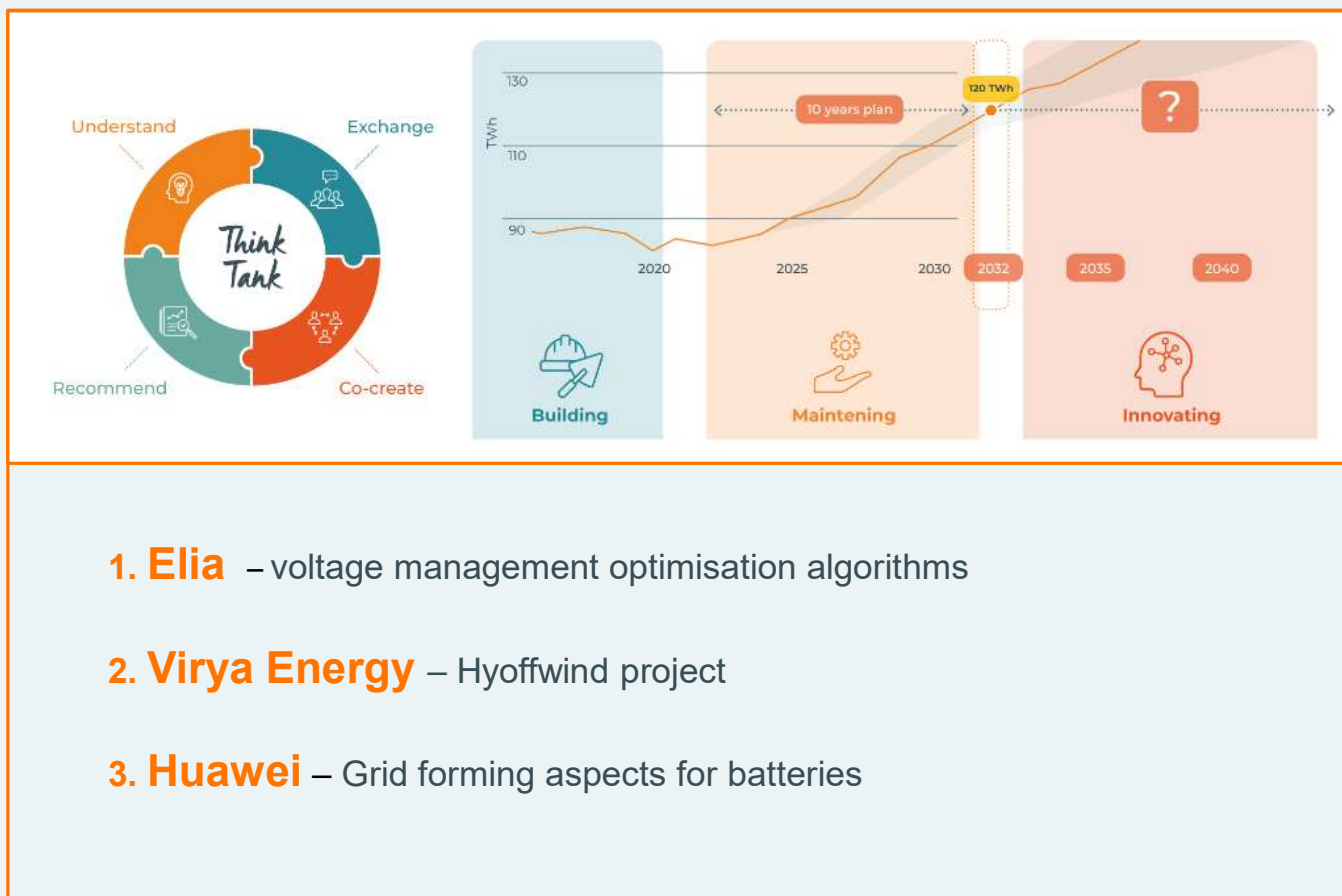 Understand
Exchange
Think
Tank
Recommend
Co-create
TWh
130
110
90
10 years plan
120 TWh
?
2020
2025
2030
2032
2035
2040
Building
Maintening
Innovating
1. Elia – voltage management optimisation algorithms
2. Virya Energy – Hyoffwind project
3. Huawei – Grid forming aspects for batteries